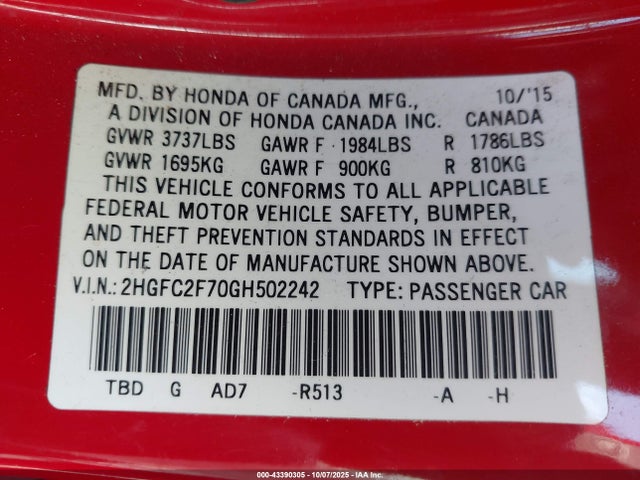 MFD. BY HONDA OF CANADA MFG., 10/'15
A DIVISION OF HONDA CANADA INC. CANADA
GVWR 3737LBS GAWR F 1984LBS R 1786LBS
GVWR 1695KG GAWR F 900KG R 810KG
THIS VEHICLE CONFORMS TO ALL APPLICABLE
FEDERAL MOTOR VEHICLE SAFETY, BUMPER,
AND THEFT PREVENTION STANDARDS IN EFFECT
ON THE DATE OF MANUFACTURE SHOWN ABOVE.
V.I.N.: 2HGFC2F70GH502242 TYPE: PASSENGER CAR
TBD G AD7 -R513 -A -H
000-43390305 - 10/07/2025 - IAA Inc.